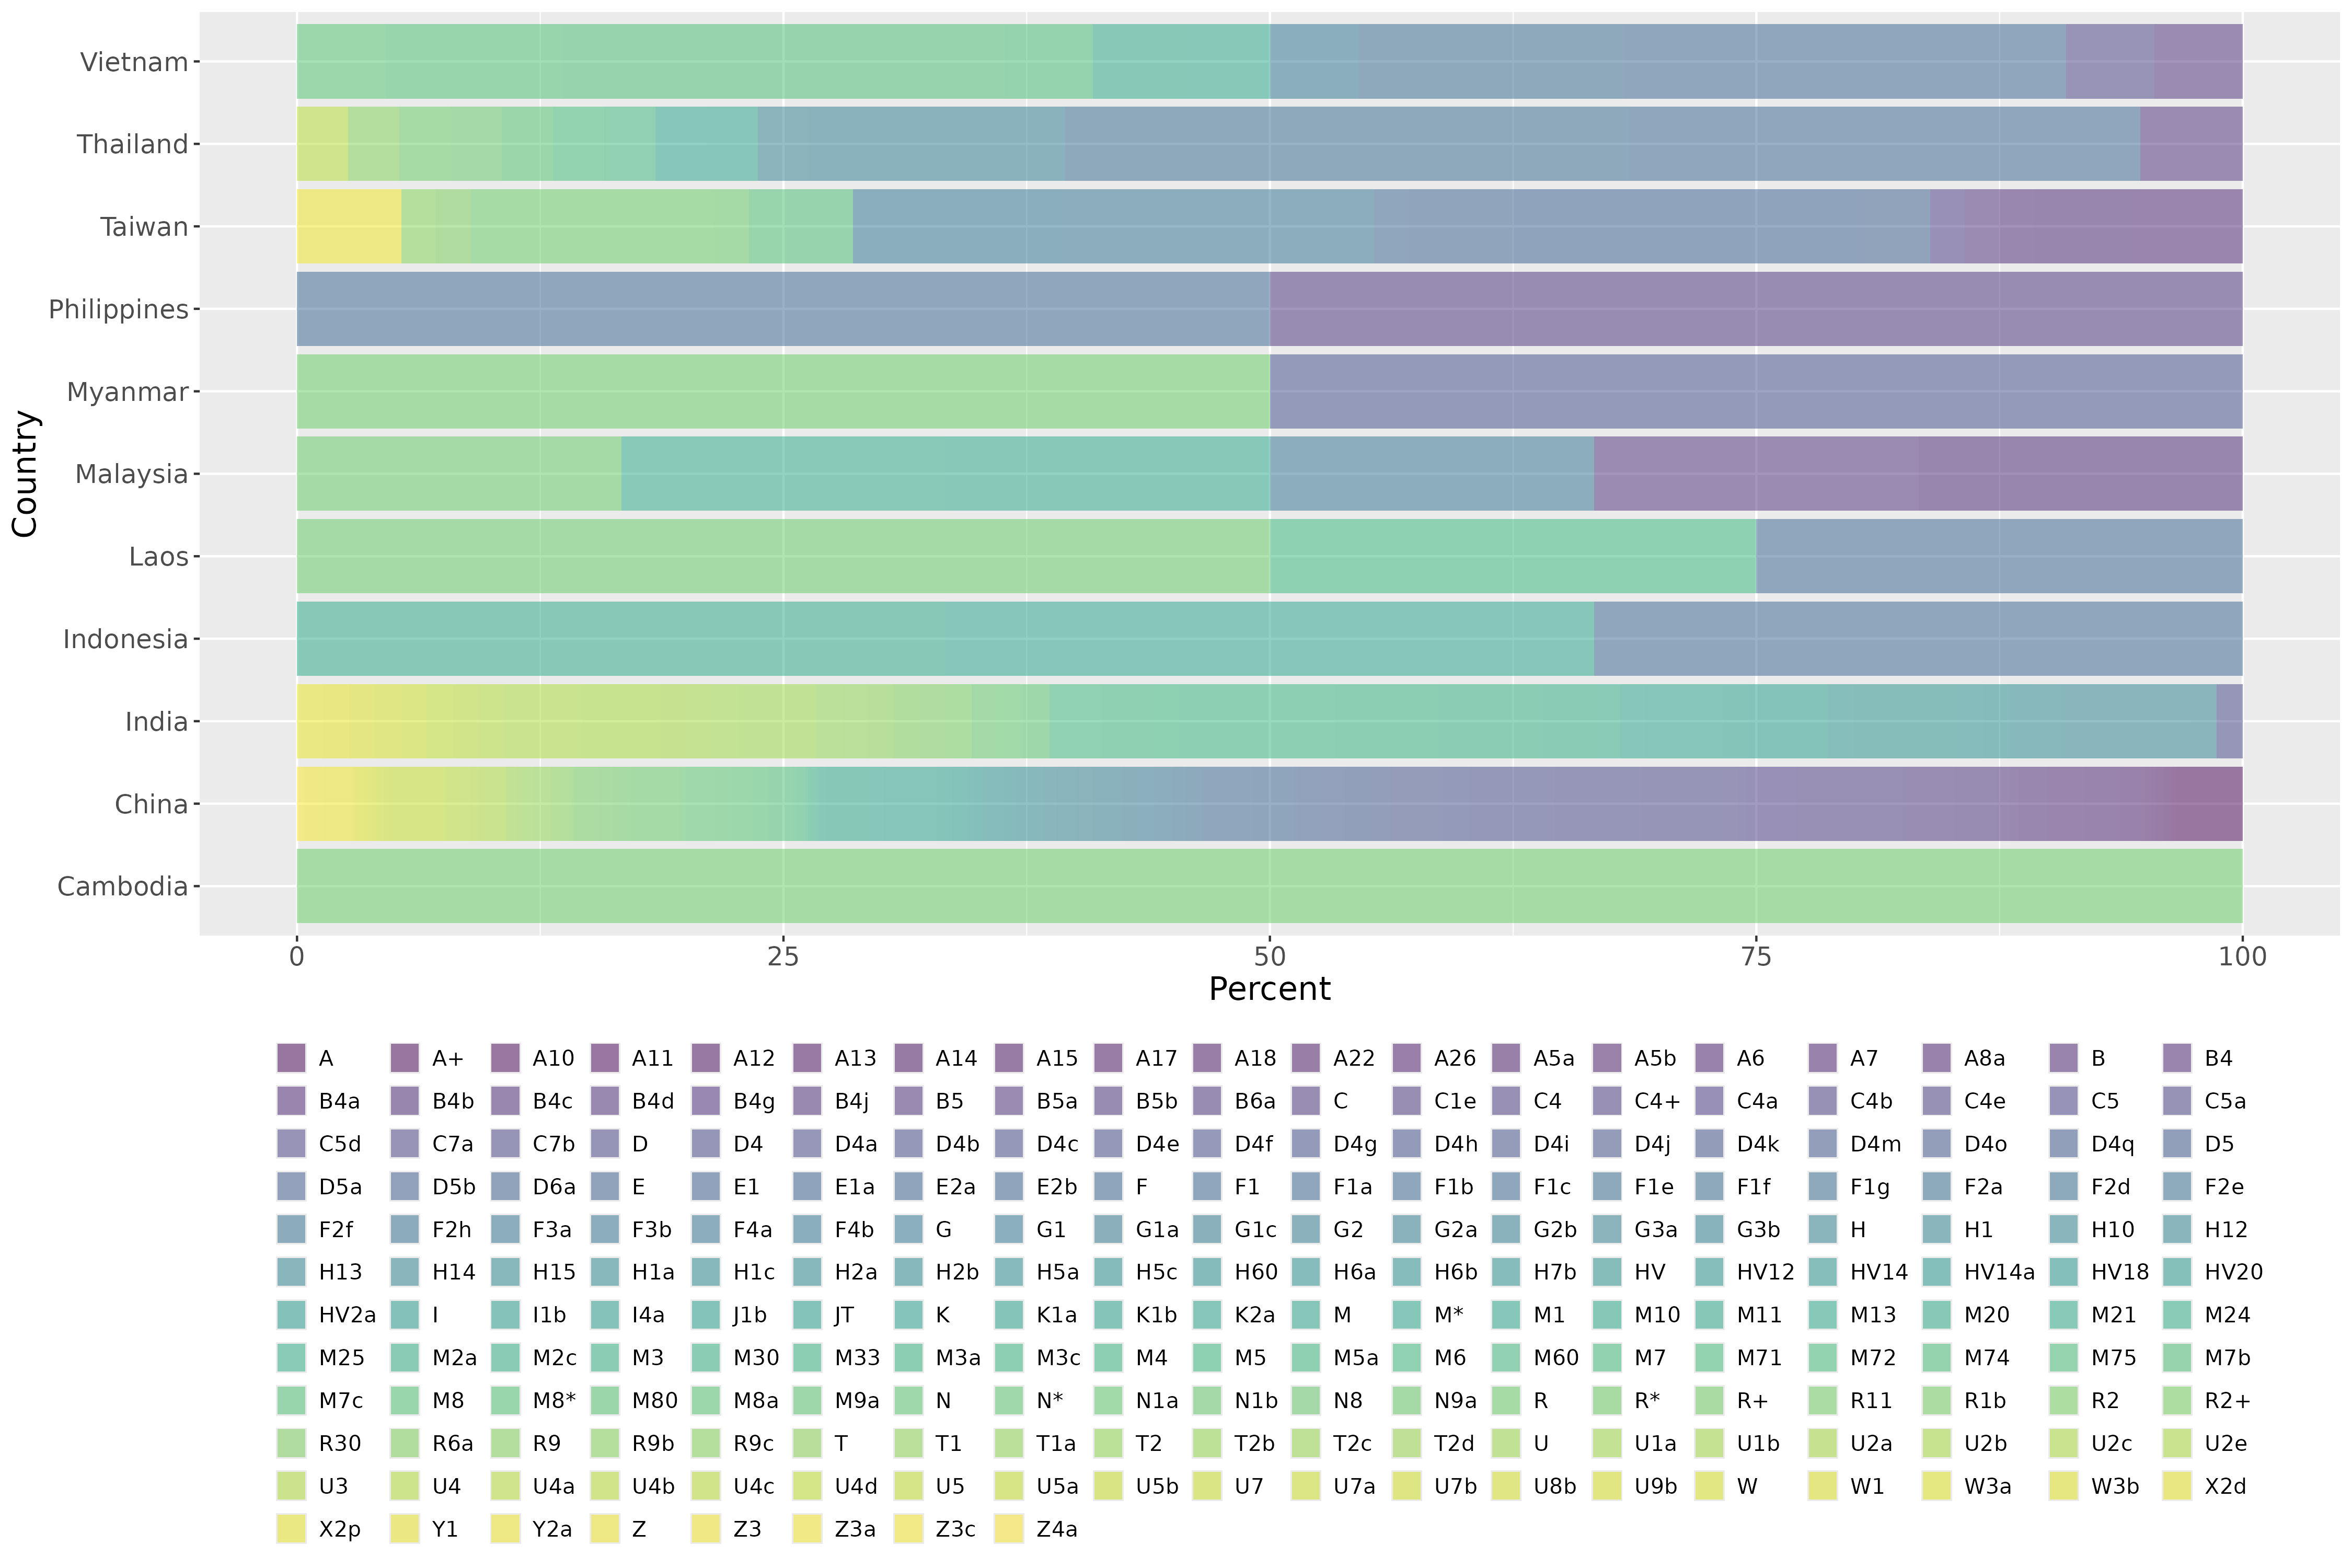 Vietnam
Thailand
Taiwan
Philippines
Myanmar
Malaysia
Laos
Indonesia
India
China
Cambodia
Country
0 25 50 75 100
Percent
A A+ A10 A11 A12 A13 A14 A15 A17 A18 A22 A26 A5a A5b A6 A7 A8a B B4
B4a B4b B4c B4d B4g B4j B5 B5a B5b B6a C C1e C4 C4+ C4a C4b C4e C5 C5a
C5d C7a C7b D D4 D4a D4b D4c D4e D4f D4g D4h D4i D4j D4k D4m D4o D4q D5
D5a D5b D6a E E1 E1a E2a E2b F F1 F1a F1b F1c F1e F1f F1g F2a F2d F2e
F2f F2h F3a F3b F4a F4b G G1 G1a G1c G2 G2a G2b G3a G3b H H1 H10 H12
H13 H14 H15 H1a H1c H2a H2b H5a H5c H60 H6a H6b H7b HV HV12 HV14 HV14a HV18 HV20
HV2a I I1b I4a J1b JT K K1a K1b K2a M M* M1 M10 M11 M13 M20 M21 M24
M25 M2a M2c M3 M30 M33 M3a M3c M4 M5 M5a M6 M60 M7 M71 M72 M74 M75 M7b
M7c M8 M8* M80 M8a M9a N N* N1a N1b N8 N9a R R* R+ R11 R1b R2 R2+
R30 R6a R9 R9b R9c T T1 T1a T2 T2b T2c T2d U U1a U1b U2a U2b U2c U2e
U3 U4 U4a U4b U4c U4d U5 U5a U5b U7 U7a U7b U8b U9b W W1 W3a W3b X2d
X2p Y1 Y2a Z Z3 Z3a Z3c Z4a